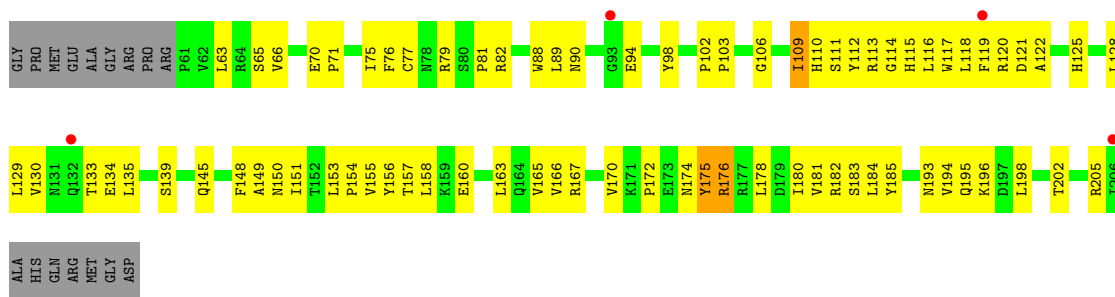 GLY PRO MET GLU ALA GLY ARG PRO ARG P61 V62 L63 R64 S65 V66 E70 P71 I75 F76 G77 N78 R79 S80 P81 R82 W88 L89 N90 G93 E94 Y98 P102 P103 G106 I109 H110 S111 Y112 R113 G114 H115 L116 W117 L118 F119 R120 D121 A122 H125 L128
L129 V130 N131 Q132 T133 E134 L135 S139 Q145 F148 A149 N150 I151 T152 L153 P154 V155 Y156 T157 L158 K159 E160 L163 Q164 V165 V166 R167 V170 K171 P172 E173 N174 Y175 R176 R177 L178 D179 I180 V181 R182 S183 L184 Y185 N193 V194 Q195 K196 D197 L198 T202 R205 I206
ALA HIS GLN ARG MET GLY ASP